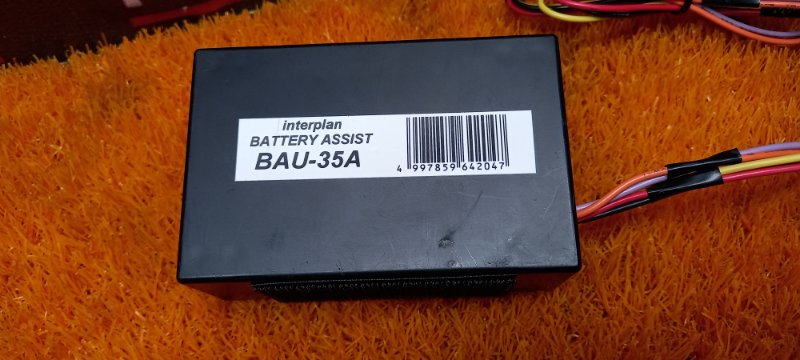 interplan
BATTERY ASSIST
BAU-35A
4 997859 642047